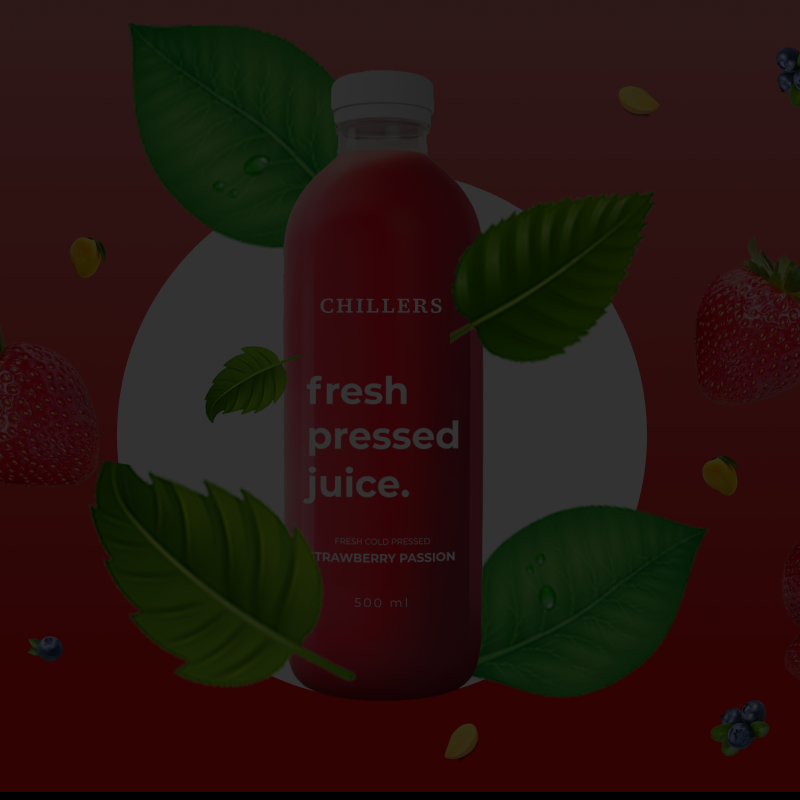 CHILLERS
fresh
pressed
juice.
FRESH COLD PRESSED
TRAWBERRY PASSION
500 ml